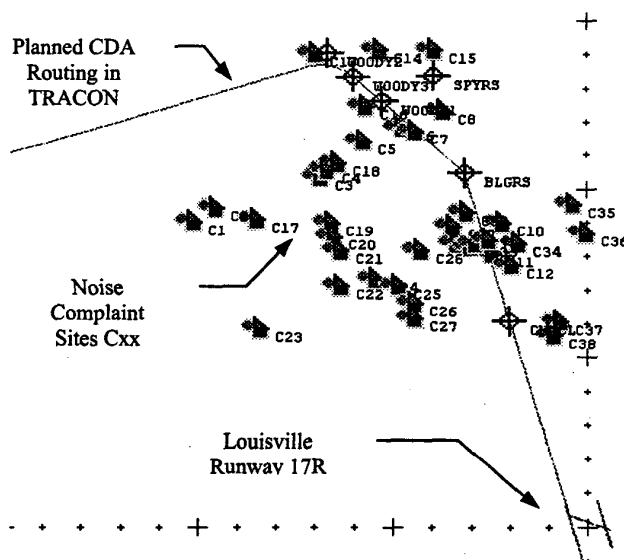 Planned CDA
Routing in
TRACON
C14
C15
SPYRS
C8
C7
C5
C18
C3
BLGRS
C35
C1
C17
C19
C10
C36
C20
C34
C21
C26
C12
Noise
Complaint
Sites Cxx
C22
C25
C26
C27
C23
C37
C38
Louisville
Runway 17R